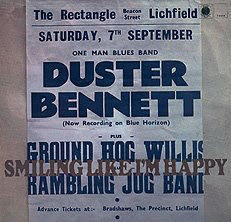 The Rectangle Beacon Street Lichfield
SATURDAY, 7TH SEPTEMBER
ONE MAN BLUES BAND
DUSTER
BENNETT
(Now Recording on Blue Horizon)
- PLUS -
GROUND HOG WILLIS
SMILING LIKE I'M HAPPY
RAMBLING JUG BAND
Advance Tickets at:- Bradshaws, The Precinct, Lichfield